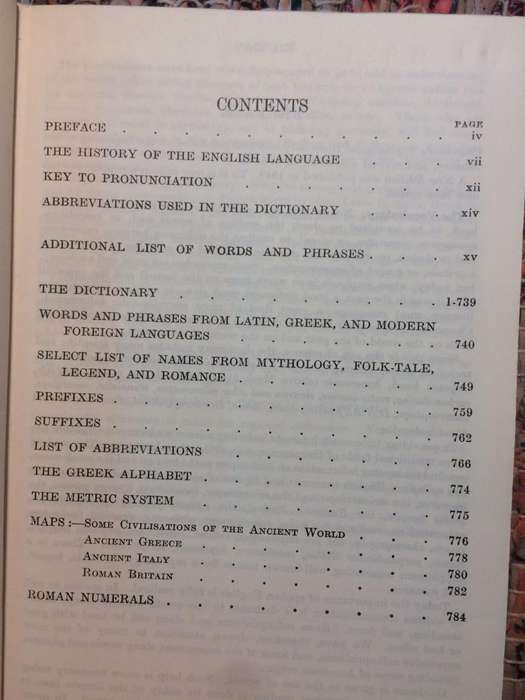 CONTENTS
PAGE
PREFACE . . . . . . . . . . . iv
THE HISTORY OF THE ENGLISH LANGUAGE . . . vii
KEY TO PRONUNCIATION . . . . . . xii
ABBREVIATIONS USED IN THE DICTIONARY . . . xiv
ADDITIONAL LIST OF WORDS AND PHRASES . . . xv
THE DICTIONARY . . . . . . . . . 1-739
WORDS AND PHRASES FROM LATIN, GREEK, AND MODERN
FOREIGN LANGUAGES . . . . . . 740
SELECT LIST OF NAMES FROM MYTHOLOGY, FOLK-TALE,
LEGEND, AND ROMANCE . . . . . . 749
PREFIXES . . . . . . . . . . 759
SUFFIXES . . . . . . . . . . 762
LIST OF ABBREVIATIONS . . . . . . 766
THE GREEK ALPHABET . . . . . . . 774
THE METRIC SYSTEM . . . . . . . 775
MAPS :—SOME CIVILISATIONS OF THE ANCIENT WORLD . . . 776
ANCIENT GREECE . . . . . . . 778
ANCIENT ITALY . . . . . . . 780
ROMAN BRITAIN . . . . . . . 782
ROMAN NUMERALS . . . . . . . . 784